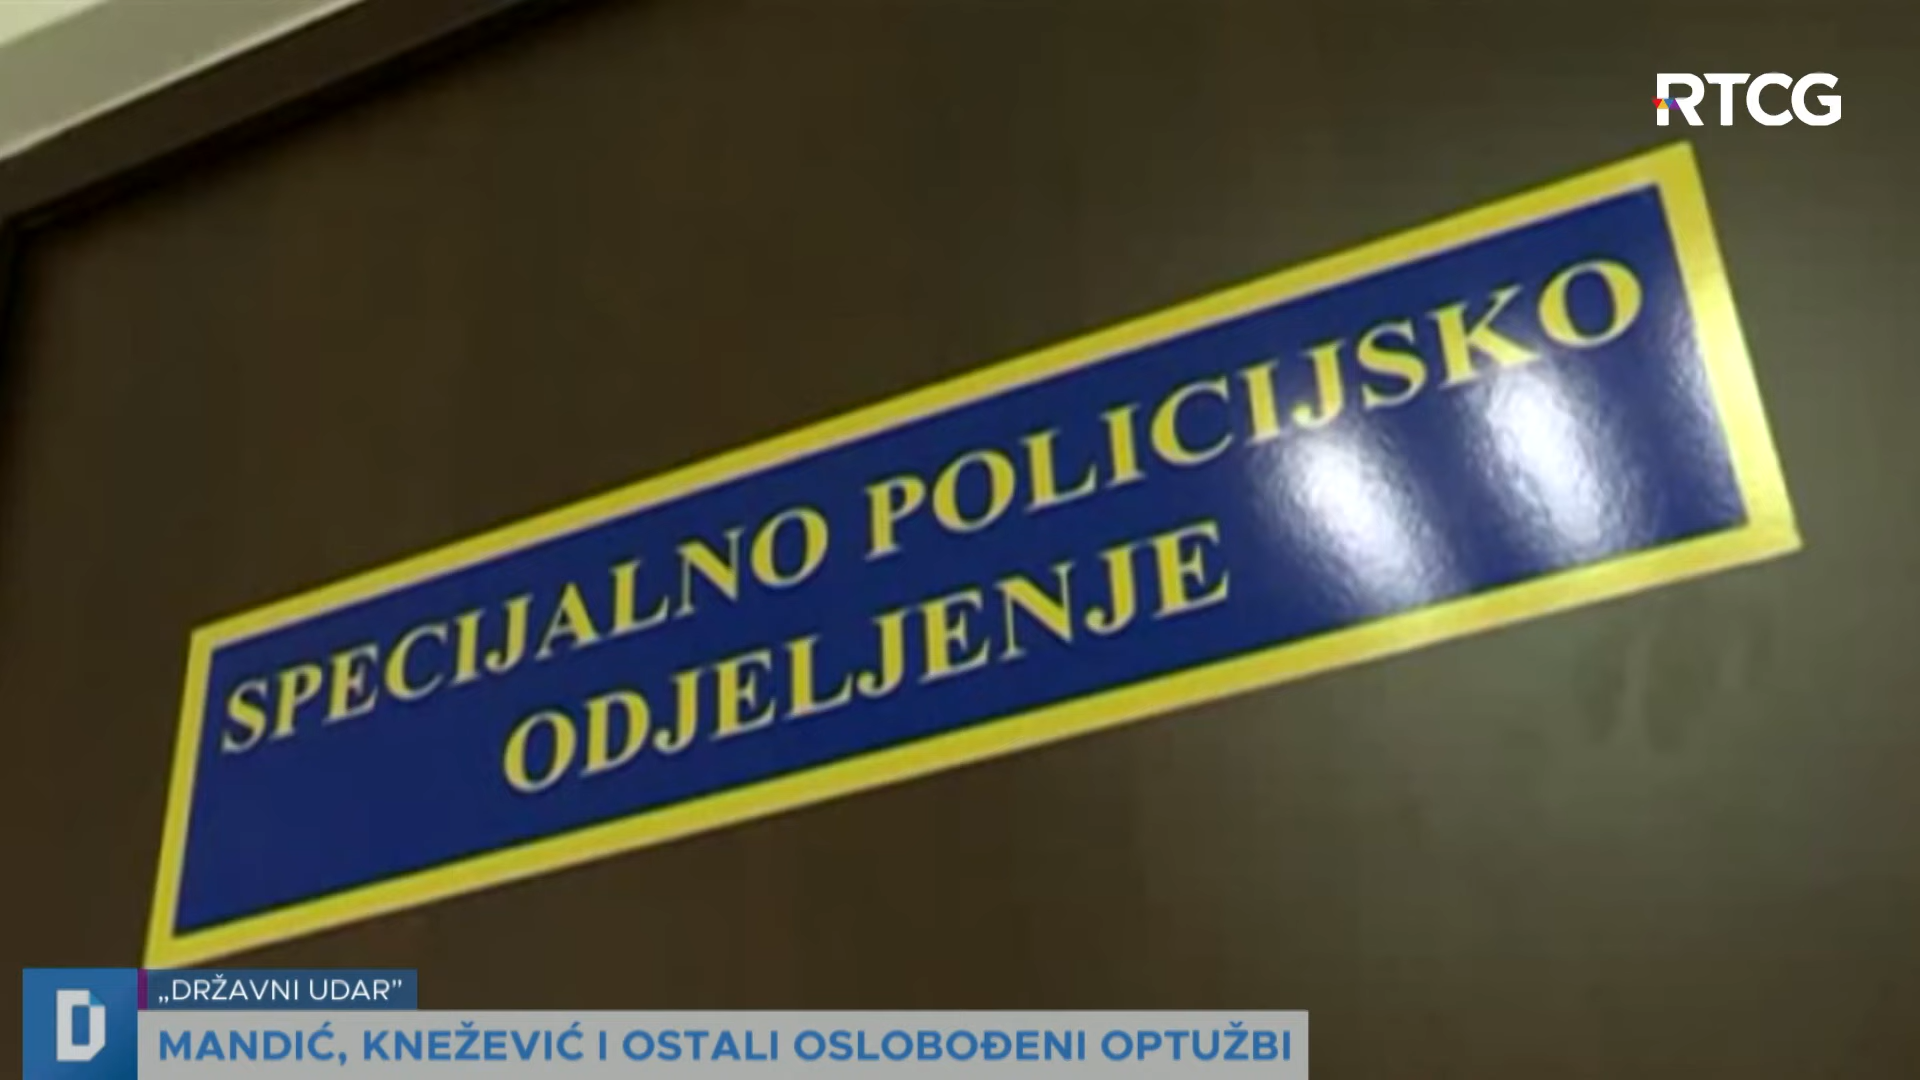 RTCG
SPECIJALNO POLICIJSKO
ODJELJENJE
„DRŽAVNI UDAR”
D
MANDIĆ, KNEŽEVIĆ I OSTALI OSLOBOĐENI OPTUŽBI